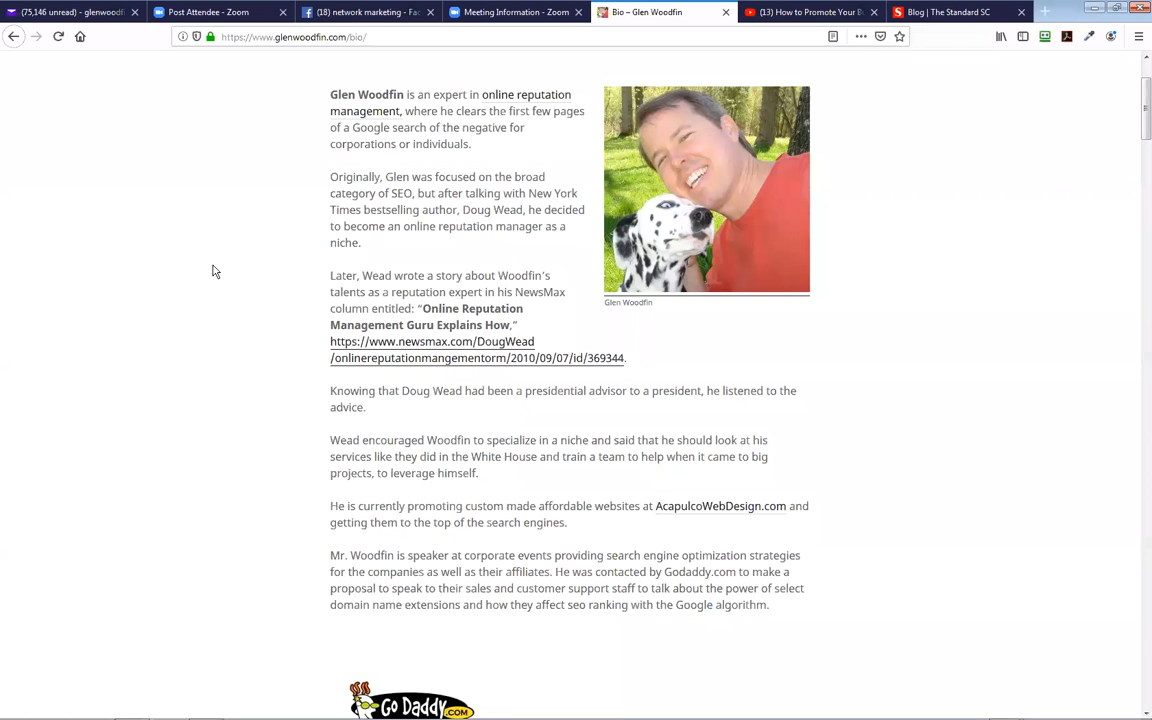 (75,146 unread) - glenwoodfi
Post Attendee - Zoom
(18) network marketing - Fac
Meeting Information - Zoom
Bio – Glen Woodfin
(13) How to Promote Your B
Blog | The Standard SC
https://www.glenwoodfin.com/bio/
Glen Woodfin is an expert in online reputation
management, where he clears the first few pages
of a Google search of the negative for
corporations or individuals.
Originally, Glen was focused on the broad
category of SEO, but after talking with New York
Times bestselling author, Doug Wead, he decided
to become an online reputation manager as a
niche.
Glen Woodfin
Later, Wead wrote a story about Woodfin's
talents as a reputation expert in his NewsMax
column entitled: “Online Reputation
Management Guru Explains How,”
https://www.newsmax.com/DougWead
/onlinereputationmangementorm/2010/09/07/id/369344.
Knowing that Doug Wead had been a presidential advisor to a president, he listened to the
advice.
Wead encouraged Woodfin to specialize in a niche and said that he should look at his
services like they did in the White House and train a team to help when it came to big
projects, to leverage himself.
He is currently promoting custom made affordable websites at AcapulcoWebDesign.com and
getting them to the top of the search engines.
Mr. Woodfin is speaker at corporate events providing search engine optimization strategies
for the companies as well as their affiliates. He was contacted by Godaddy.com to make a
proposal to speak to their sales and customer support staff to talk about the power of select
domain name extensions and how they affect seo ranking with the Google algorithm.
Go Daddy
.COM